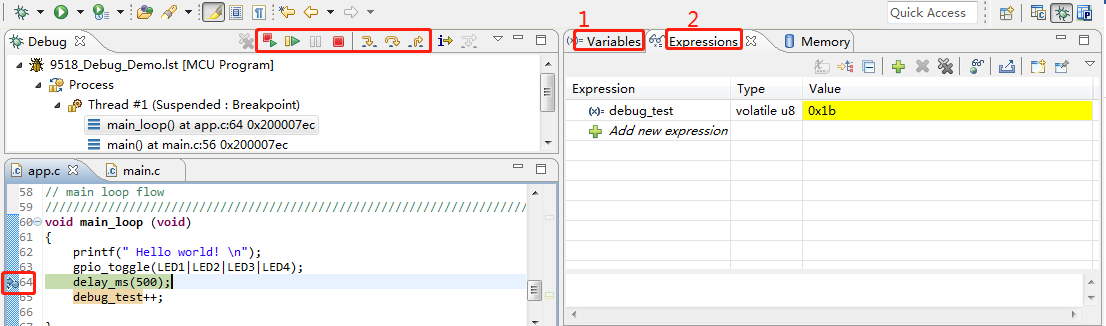 Quick Access
C
P
Debug
9518_Debug_Demo.lst [MCU Program]
Process
Thread #1 (Suspended : Breakpoint)
main_loop() at app.c:64 0x200007ec
main() at main.c:56 0x200007ec
1
2
(x)= Variables
Expressions
Memory
Expression Type Value
(x)= debug_test volatile u8 0x1b
Add new expression
app.c
main.c
58 // main loop flow
59 ////////////////////////////////////////////////////////////////////////
60 void main_loop (void)
61 {
62 printf(" Hello world! \n");
63 gpio_toggle(LED1|LED2|LED3|LED4);
64 delay_ms(500);
65 debug_test++;
66
67 }